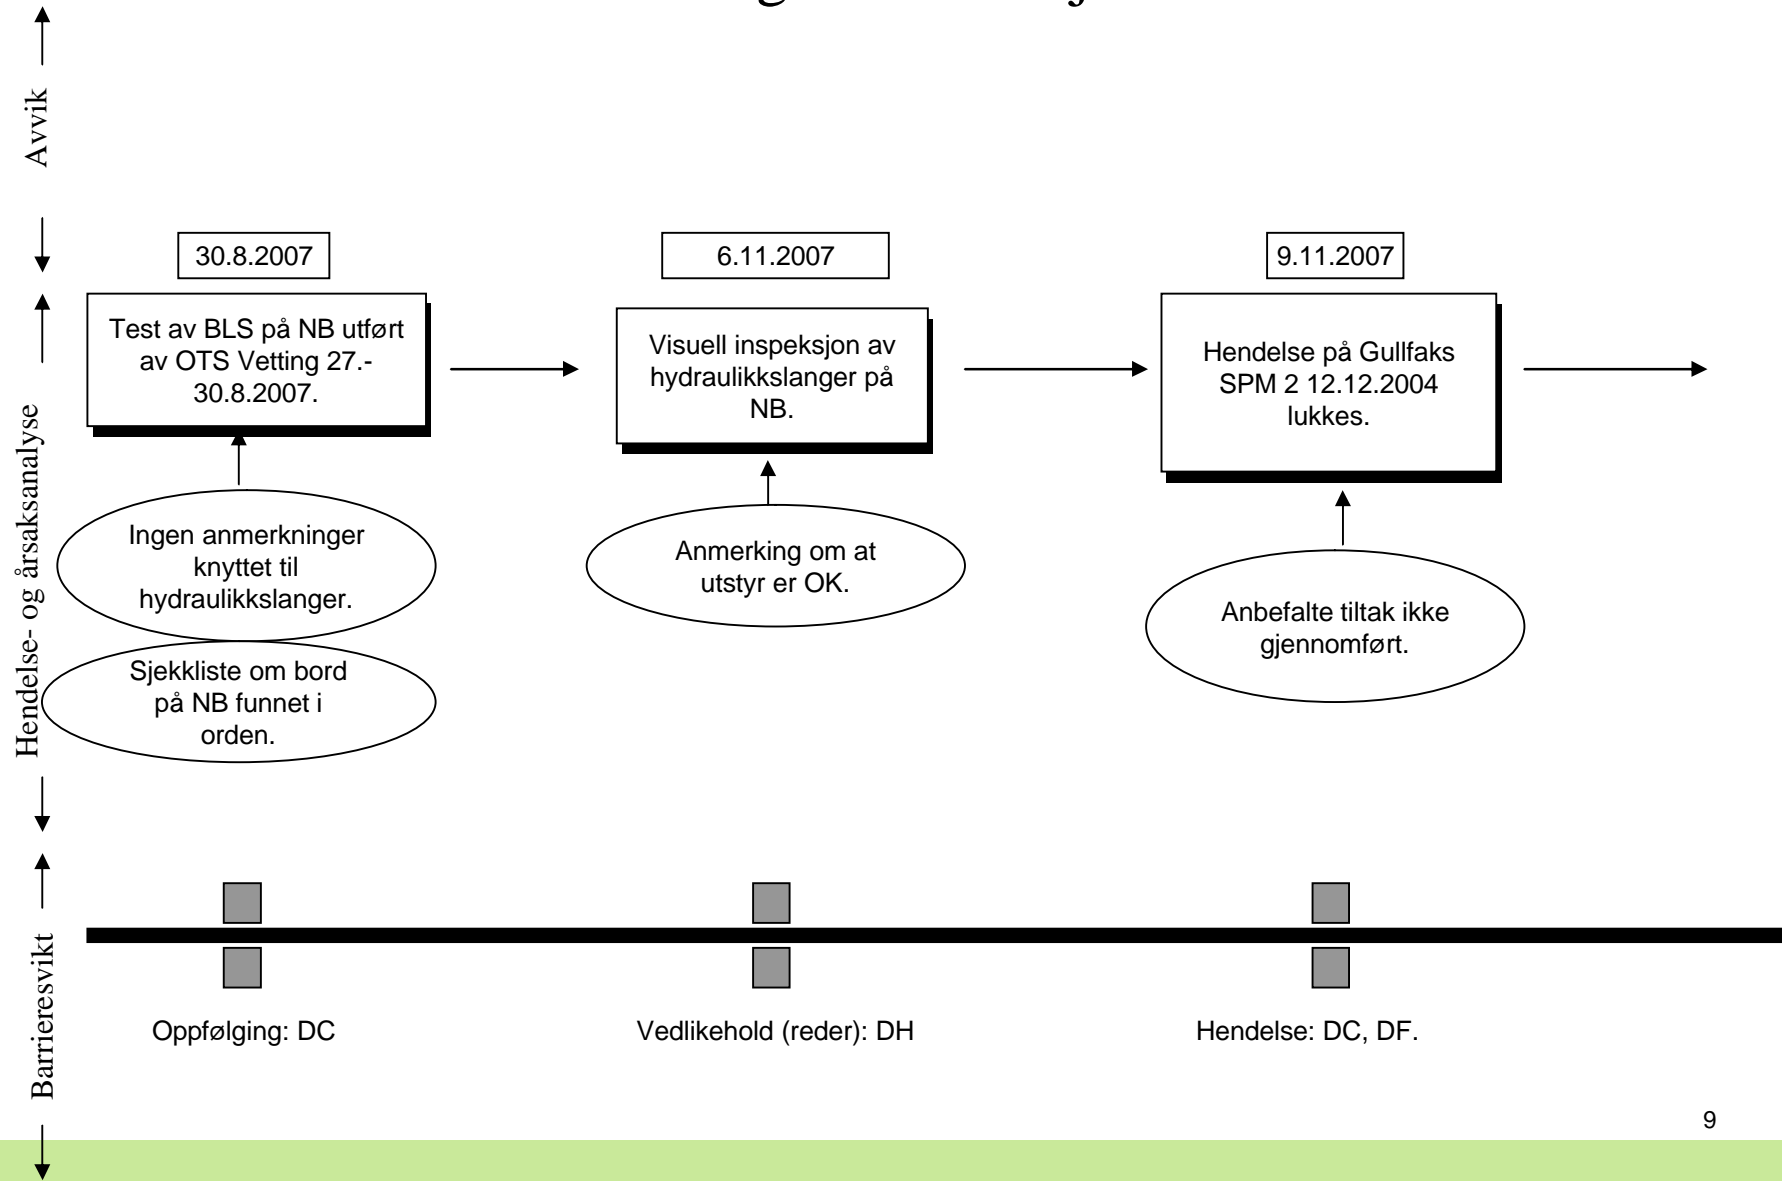 Avvik
30.8.2007
6.11.2007
9.11.2007
Test av BLS på NB utført
av OTS Vetting 27.-
30.8.2007.
Visuell inspeksjon av
hydraulikkslanger på
NB.
Hendelse på Gullfaks
SPM 2 12.12.2004
lukkes.
Hendelse- og årsaksanalyse
Ingen anmerkninger
knyttet til
hydraulikkslanger.
Anmerking om at
utstyr er OK.
Anbefalte tiltak ikke
gjennomført.
Sjekkliste om bord
på NB funnet i
orden.
Barrieresvikt
Oppfølging: DC
Vedlikehold (reder): DH
Hendelse: DC, DF.
9